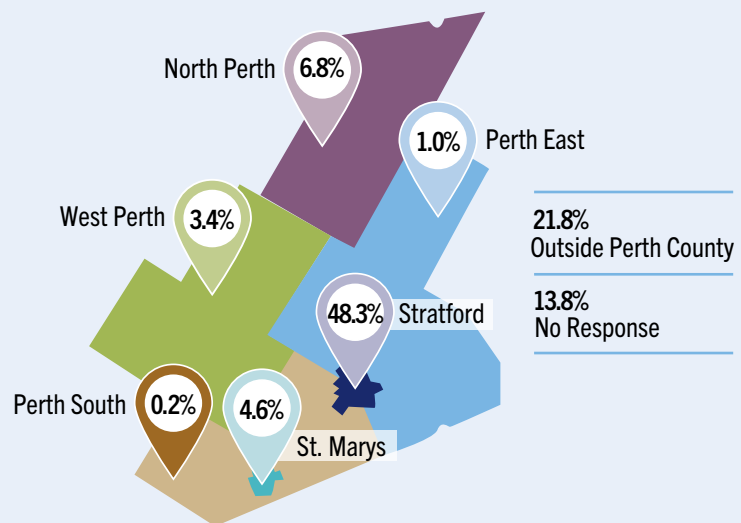 North Perth
6.8%
1.0%
Perth East
West Perth
3.4%
21.8%
Outside Perth County
48.3%
Stratford
13.8%
No Response
Perth South
0.2%
4.6%
St. Marys